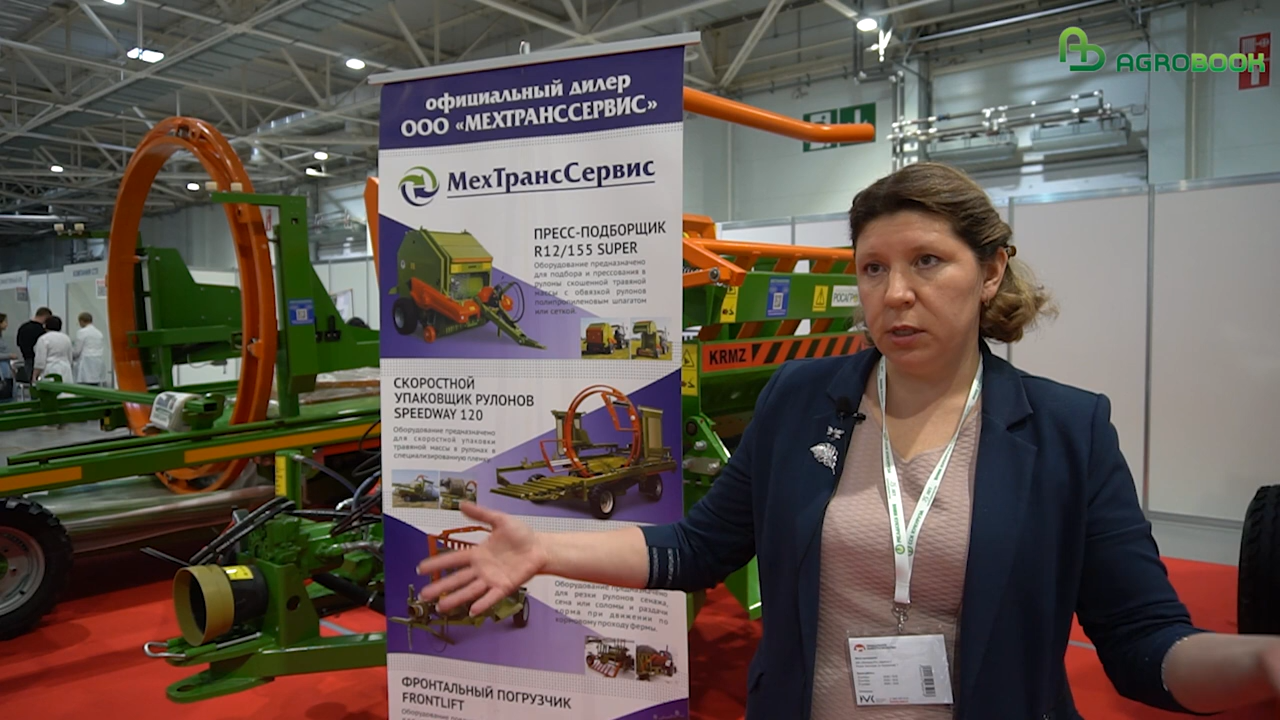 AGROBOOK
официальный дилер
ООО «МЕХТРАНССЕРВИС»
МехТрансСервис
ПРЕСС-ПОДБОРЩИК
R12/155 SUPER
Оборудование предназначено
для подбора и прессования в
рулоны скошенной травяной
массы с обвязкой рулонов
полипропиленовым шпагатом
или сеткой.
СКОРОСТНОЙ
УПАКОВЩИК РУЛОНОВ
SPEEDWAY 120
Оборудование предназначено
для скоростной упаковки
травяной массы в рулонах в
специализированную пленку
Оборудование предназначено
для резки рулонов сенажа,
сена или соломы и раздачи
корма при движении по
кормовому проходу фермы.
ФРОНТАЛЬНЫЙ ПОГРУЗЧИК
FRONTLIFT
KRMZ
РОСАГР